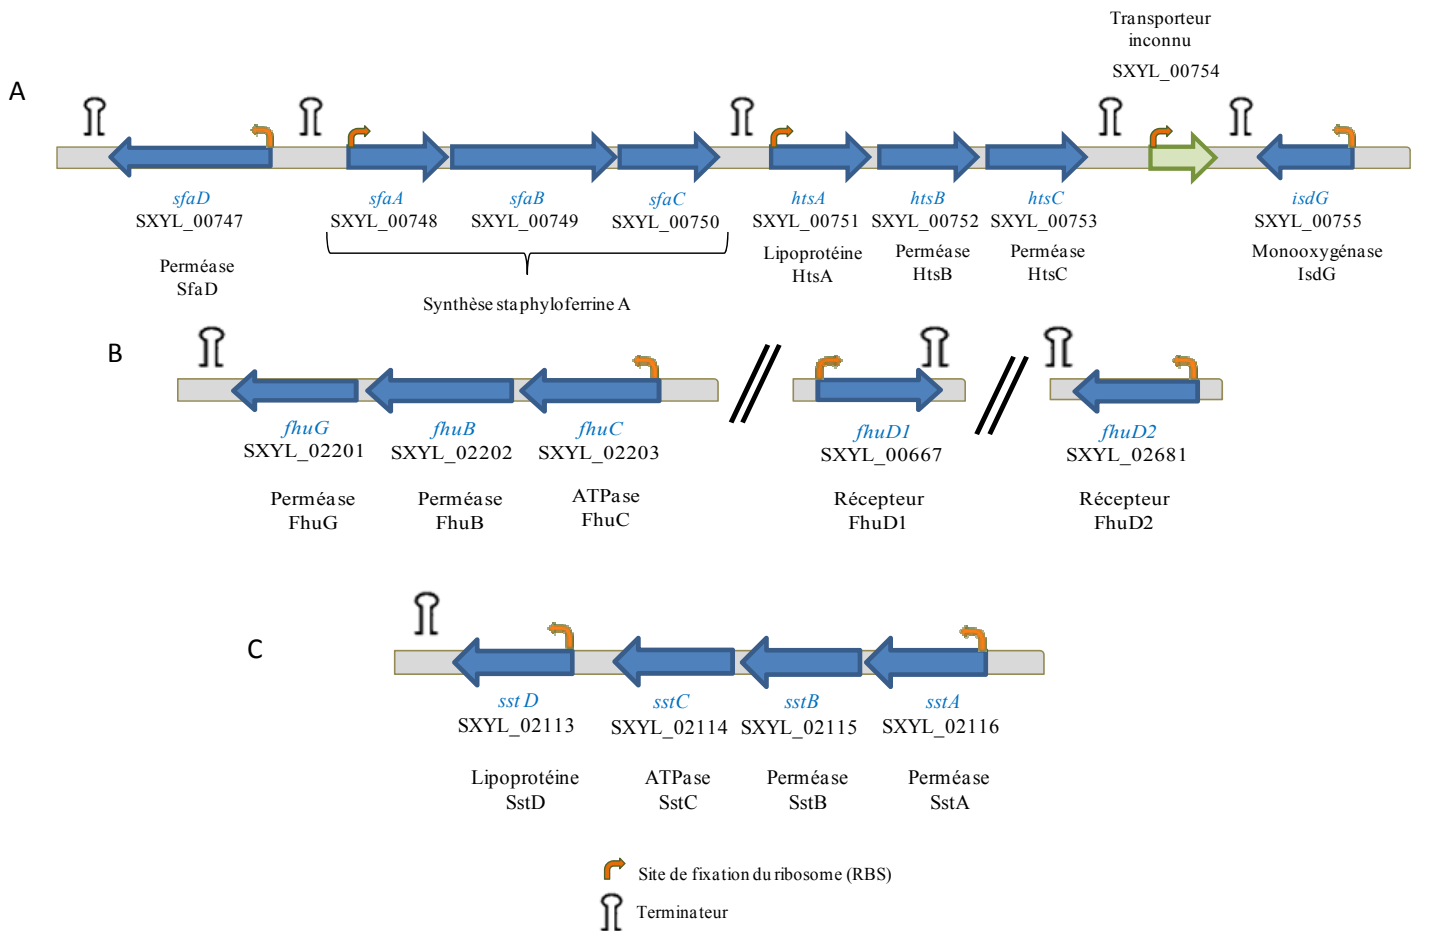 Transporteur
inconnu
SXYL_00754
A
sfaD sfaA sfaB sfaC htsA htsB htsC isdG
SXYL_00747 SXYL_00748 SXYL_00749 SXYL_00750 SXYL_00751 SXYL_00752 SXYL_00753 SXYL_00755
Perméase Lipoprotéine Perméase Perméase Monooxygénase
SfaD HtsA HtsB HtsC IsdG
Synthèse staphyloferrine A
B
fhuG fhuB fhuC fhuD1 fhuD2
SXYL_02201 SXYL_02202 SXYL_02203 SXYL_00667 SXYL_02681
Perméase Perméase ATPase Récepteur Récepteur
FhuG FhuB FhuC FhuD1 FhuD2
C
sst D sstC sstB sstA
SXYL_02113 SXYL_02114 SXYL_02115 SXYL_02116
Lipoprotéine ATPase Perméase Perméase
SstD SstC SstB SstA
Site de fixation du ribosome (RBS)
Terminateur